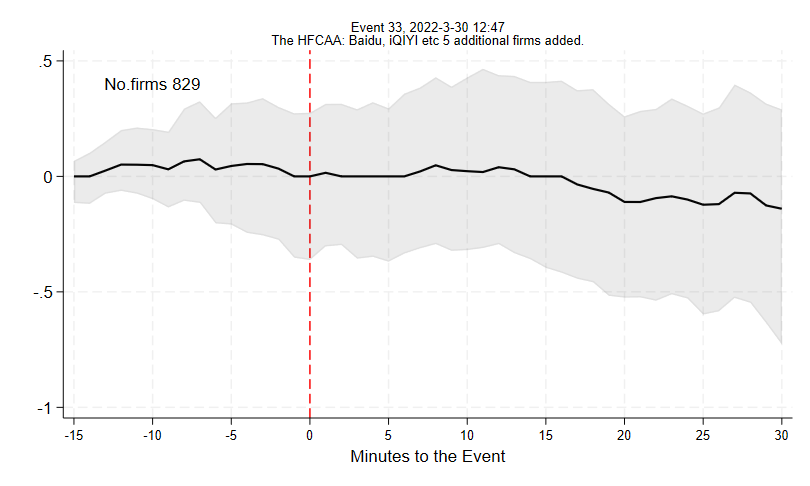 Event 33, 2022-3-30 12:47
The HFCAA: Baidu, iQIYI etc 5 additional firms added.
.5
No.firms 829
0
-.5
-1
-15 -10 -5 0 5 10 15 20 25 30
Minutes to the Event